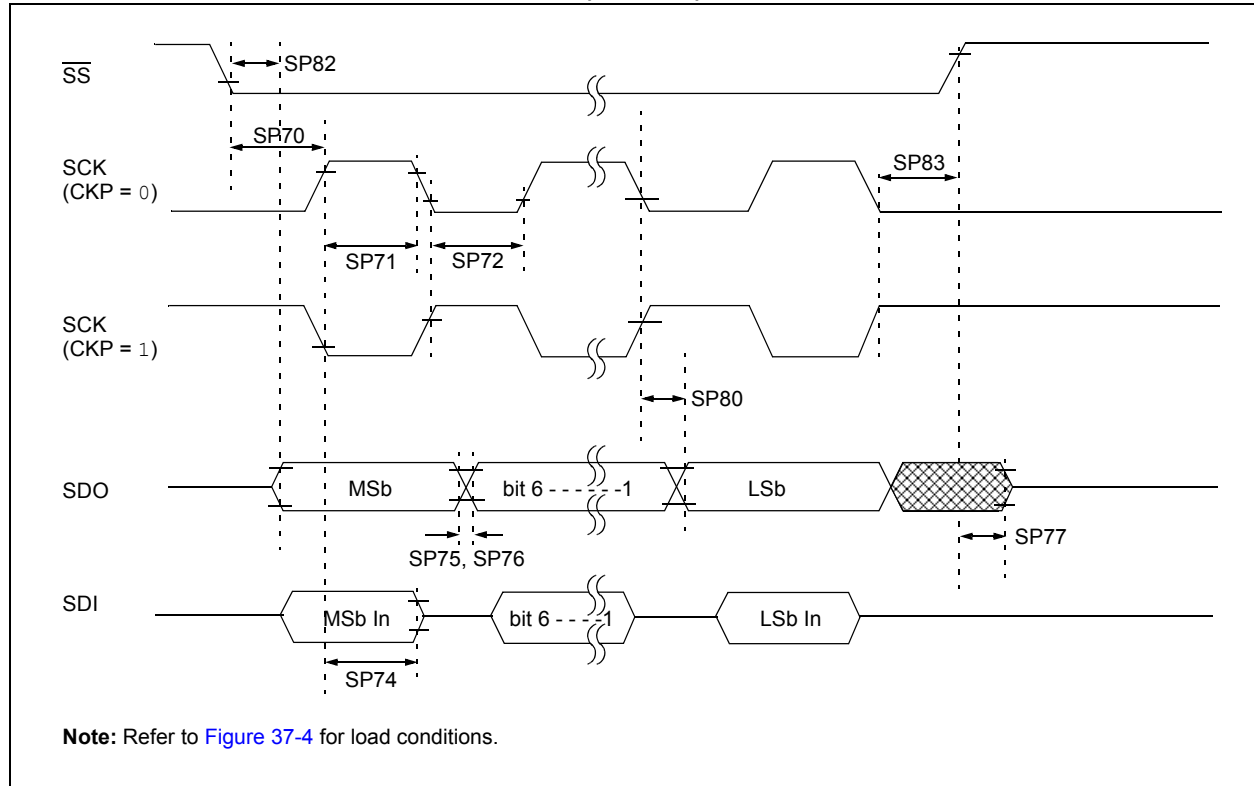 SS
SP82
SP70
SCK
(CKP = 0)
SP83
SP71
SP72
SCK
(CKP = 1)
SP80
SDO
MSb
bit 6 - - - - - -1
LSb
SP75, SP76
SP77
SDI
MSb In
bit 6 - - - -1
LSb In
SP74
Note: Refer to Figure 37-4 for load conditions.